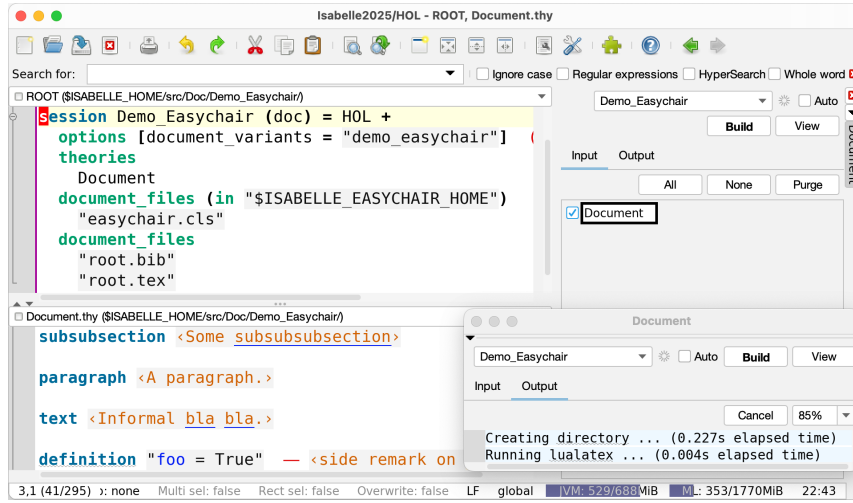 Isabelle2025/HOL - ROOT, Document.thy
Search for:
Ignore case
Regular expressions
HyperSearch
Whole word
ROOT ($ISABELLE_HOME/src/Doc/Demo_Easychair/)
session Demo_Easychair (doc) = HOL +
options [document_variants = "demo_easychair"] (
theories
Document
document_files (in "$ISABELLE_EASYCHAIR_HOME")
"easychair.cls"
document_files
"root.bib"
"root.tex"
Demo_Easychair
Auto
Build
View
Input
Output
All
None
Purge
Document
Document
Document.thy ($ISABELLE_HOME/src/Doc/Demo_Easychair/)
subsubsection ‹Some subsubsubsection›
paragraph ‹A paragraph.›
text ‹Informal bla bla.›
definition "foo = True" — ‹side remark on
Document
Demo_Easychair
Auto
Build
View
Input
Output
Cancel
85%
Creating directory ... (0.227s elapsed time)
Running lualatex ... (0.004s elapsed time)
3,1 (41/295)
: none
Multi sel: false
Rect sel: false
Overwrite: false
LF
global
VM: 529/688MiB
ML: 353/1770MiB
22:43